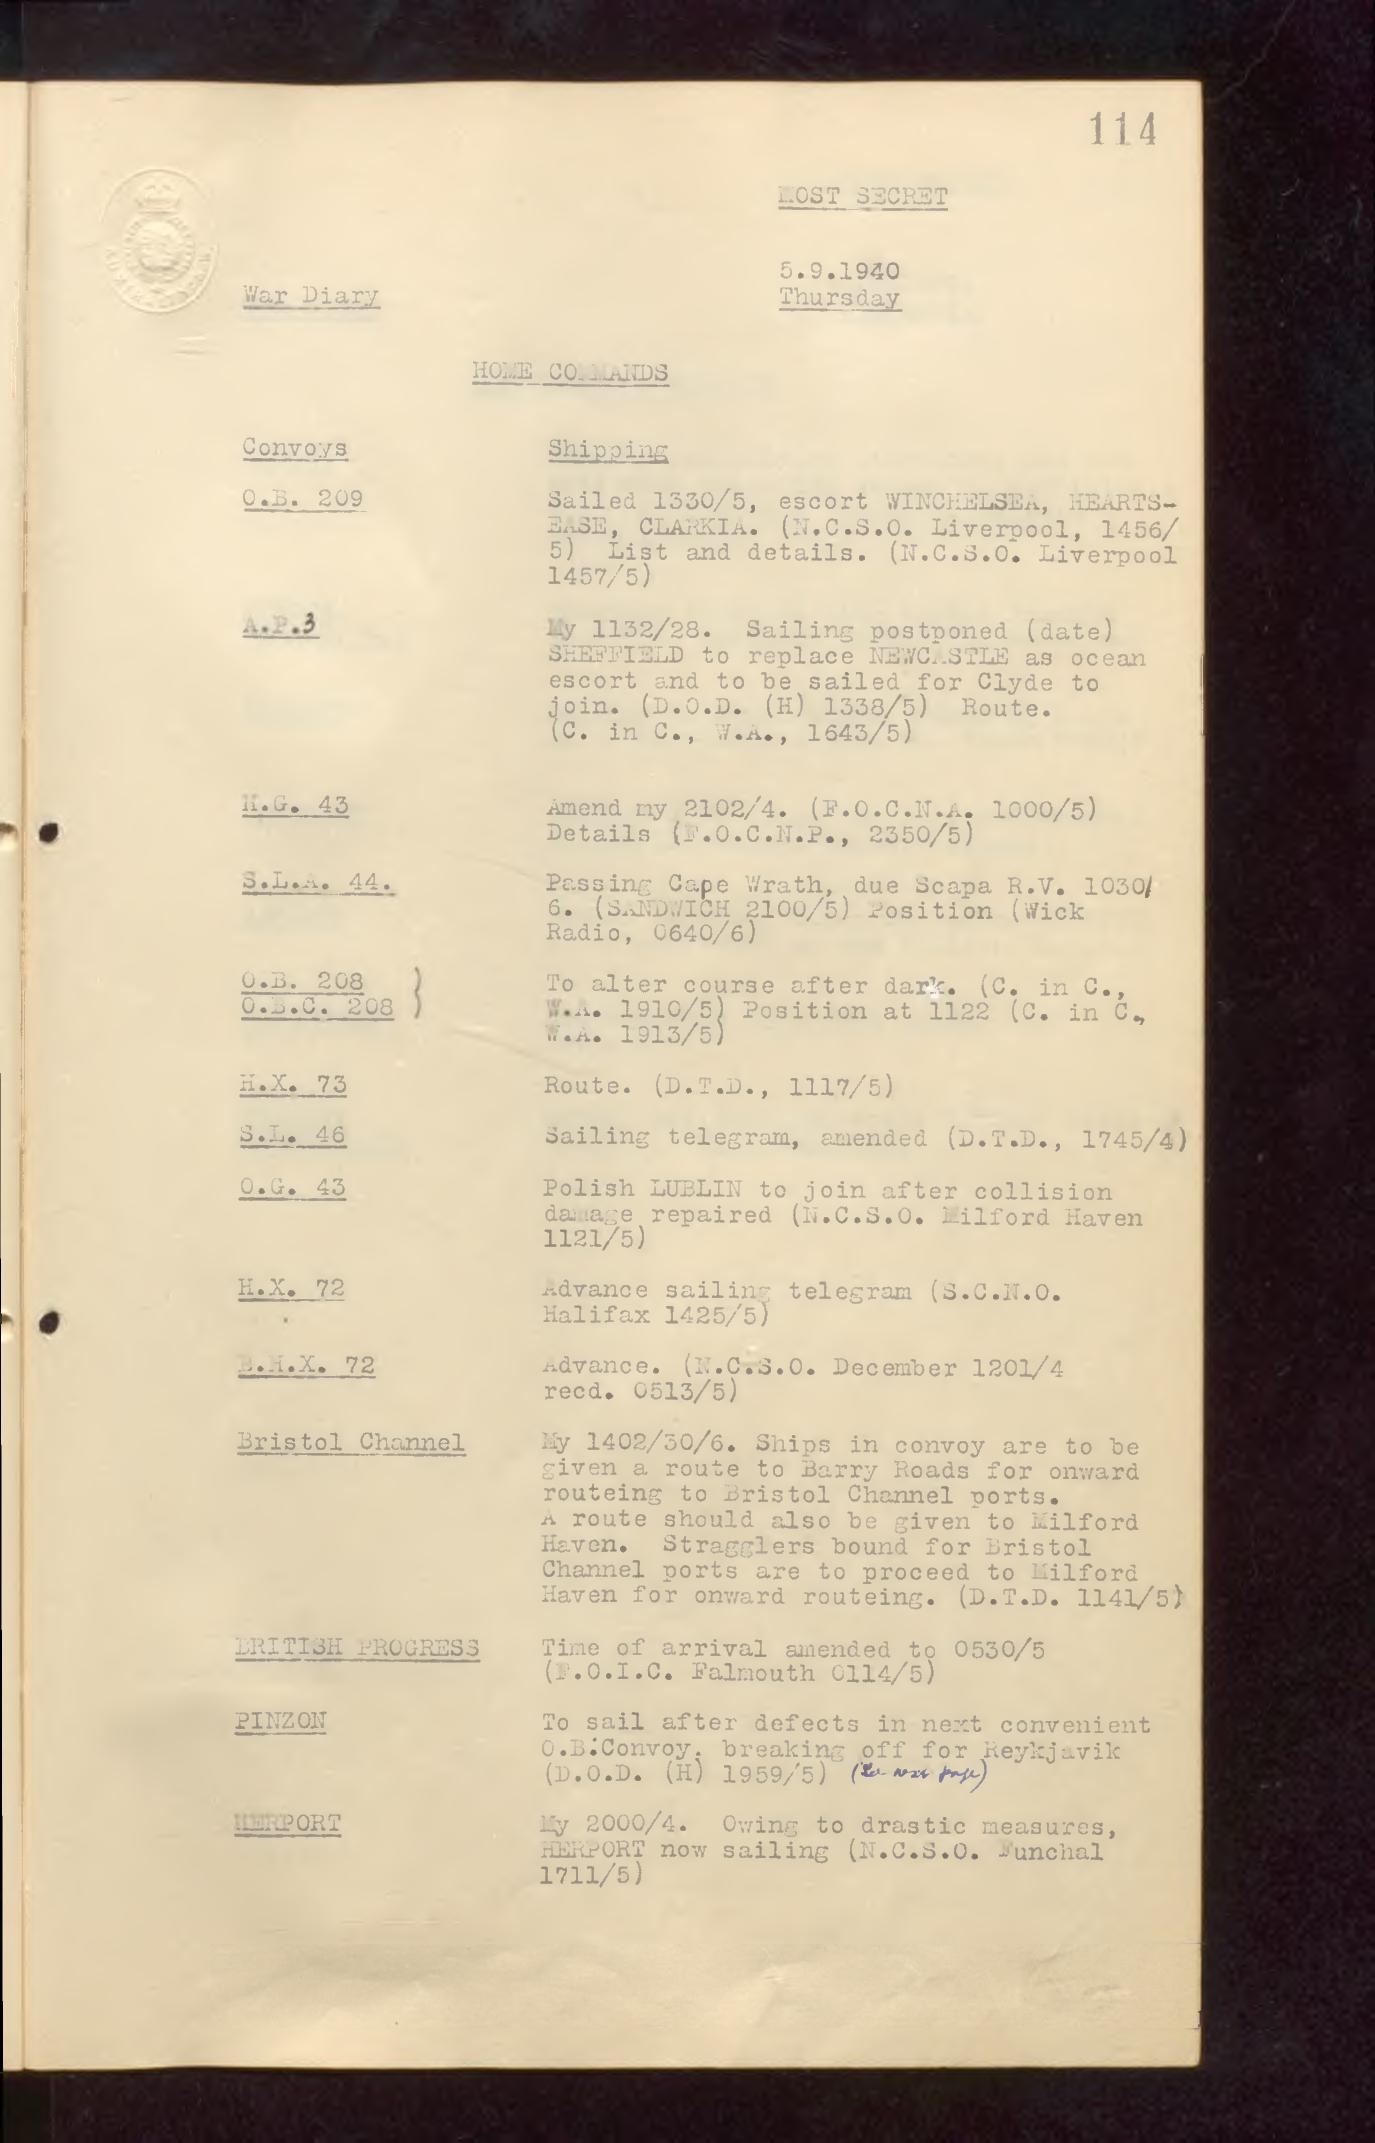 114
MOST SECRET
5.9.1940
War Diary
Thursday
HOME COMMANDS
Convoys
Shipping
O.B. 209
Sailed 1330/5, escort WINCHELSEA, HEARTS-
EASE, CLARKIA. (N.C.S.O. Liverpool, 1456/
5) List and details. (N.C.S.O. Liverpool
1457/5)
A.P.3
My 1132/28. Sailing postponed (date)
SHEFFIELD to replace NEWCASTLE as ocean
escort and to be sailed for Clyde to
join. (D.O.D. (H) 1338/5) Route.
(C. in C., W.A., 1643/5)
H.G. 43
Amend my 2102/4. (F.O.C.N.A. 1000/5)
Details (F.O.C.N.P., 2350/5)
S.L.A. 44.
Passing Cape Wrath, due Scapa R.V. 1030/
6. (SANDWICH 2100/5) Position (Wick
Radio, 0640/6)
O.B. 208
O.B.C. 208
To alter course after dark. (C. in C.,
W.A. 1910/5) Position at 1122 (C. in C.,
W.A. 1913/5)
H.X. 73
Route. (D.T.D., 1117/5)
S.L. 46
Sailing telegram, amended (D.T.D., 1745/4)
O.G. 43
Polish LUBLIN to join after collision
damage repaired (N.C.S.O. Milford Haven
1121/5)
H.X. 72
Advance sailing telegram (S.C.N.O.
Halifax 1425/5)
B.H.X. 72
Advance. (N.C.S.O. December 1201/4
recd. 0513/5)
Bristol Channel
My 1402/30/6. Ships in convoy are to be
given a route to Barry Roads for onward
routeing to Bristol Channel ports.
A route should also be given to Milford
Haven. Stragglers bound for Bristol
Channel ports are to proceed to Milford
Haven for onward routeing. (D.T.D. 1141/5)
BRITISH PROGRESS
Time of arrival amended to 0530/5
(F.O.I.C. Falmouth 0114/5)
PINZON
To sail after defects in next convenient
O.B. Convoy, breaking off for Reykjavik
(D.O.D. (H) 1959/5) (See next page)
HERPORT
My 2000/4. Owing to drastic measures,
HERPORT now sailing (N.C.S.O. Funchal
1711/5)